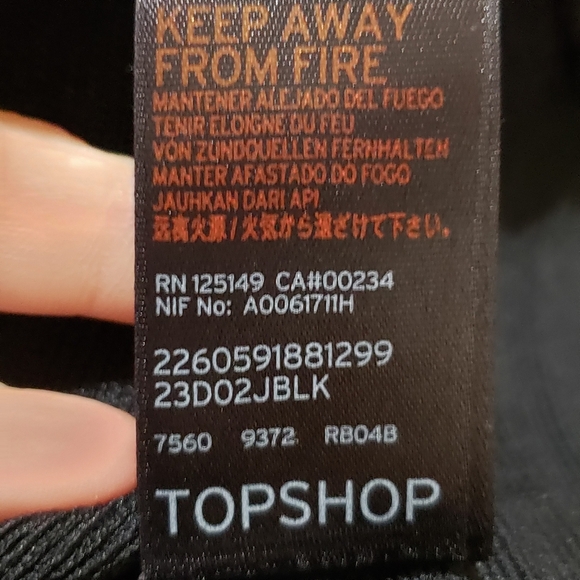 KEEP AWAY
FROM FIRE
MANTENER ALEJADO DEL FUEGO
TENIR ELOIGNE DU FEU
VON ZUNDQUELLEN FERNHALTEN
MANTER AFASTADO DO FOGO
JAUHKAN DARI API
远离火源/火気から遠ざけて下さい。
RN 125149 CA#00234
NIF No: A0061711H
2260591881299
23D02JBLK
7560 9372 RB04B
TOPSHOP